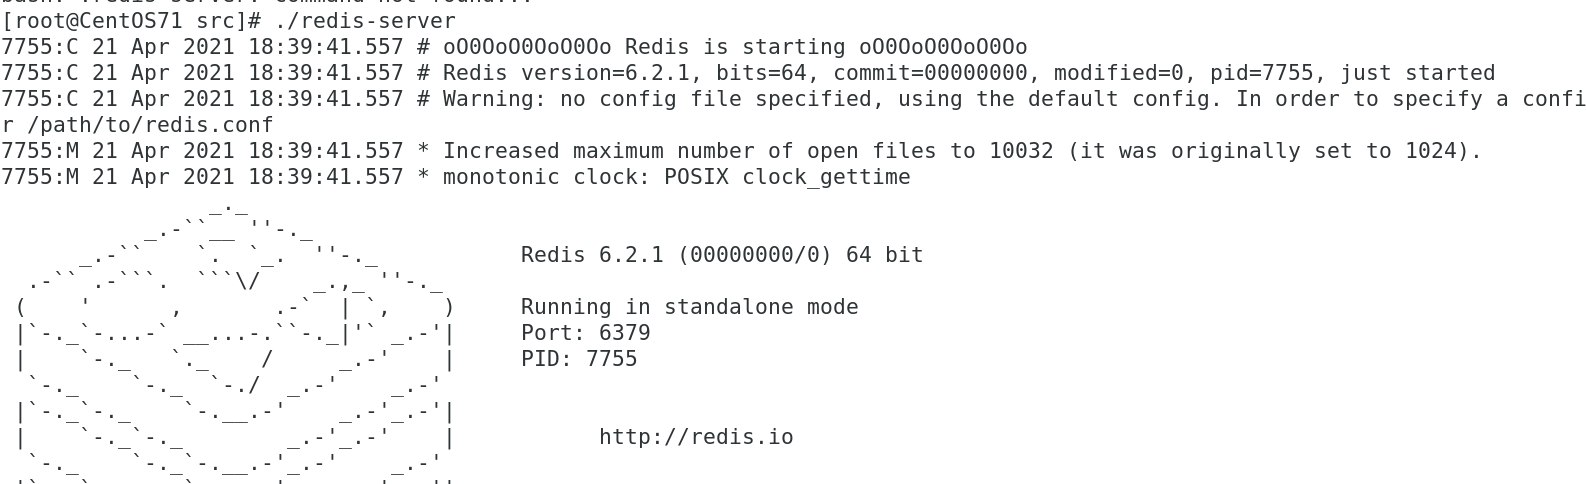 [root@CentOS71 src]# ./redis-server
7755:C 21 Apr 2021 18:39:41.557 # oO0OoO0OoO0Oo Redis is starting oO0OoO0OoO0Oo
7755:C 21 Apr 2021 18:39:41.557 # Redis version=6.2.1, bits=64, commit=00000000, modified=0, pid=7755, just started
7755:C 21 Apr 2021 18:39:41.557 # Warning: no config file specified, using the default config. In order to specify a confi
r /path/to/redis.conf
7755:M 21 Apr 2021 18:39:41.557 * Increased maximum number of open files to 10032 (it was originally set to 1024).
7755:M 21 Apr 2021 18:39:41.557 * monotonic clock: POSIX clock_gettime
Redis 6.2.1 (00000000/0) 64 bit
Running in standalone mode
Port: 6379
PID: 7755
http://redis.io